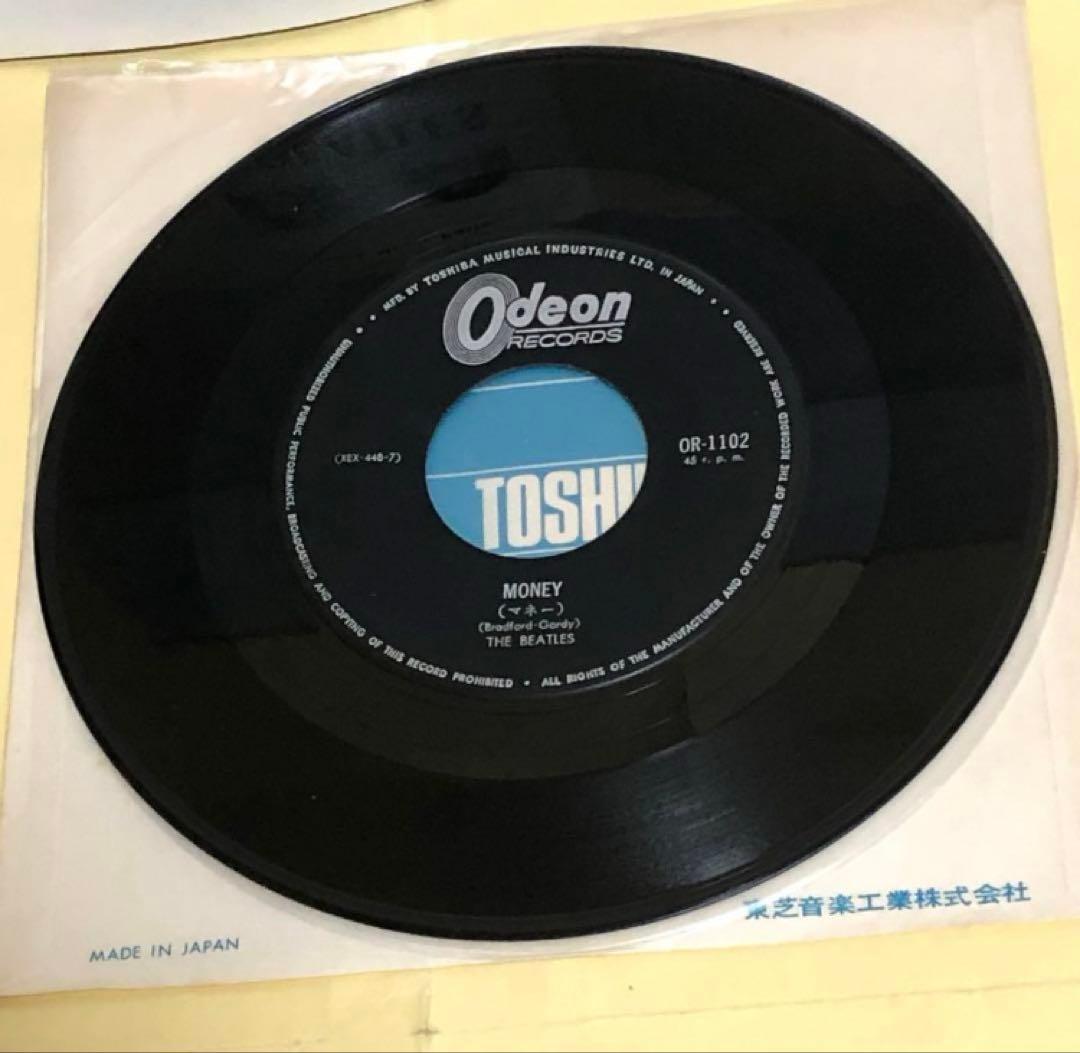 MFD. BY TOSHIBA MUSICAL INDUSTRIES LTD. IN JAPAN
Odeon
RECORDS
(XEX-448-7)
OR-1102
45 r. p. m.
TOSHI
MONEY
(マネー)
(Bradford-Gordy)
THE BEATLES
UNAUTHORIZED PUBLIC PERFORMANCE, BROADCASTING AND COPYING OF THIS RECORD PROHIBITED • ALL RIGHTS OF THE MANUFACTURER AND OF THE OWNER OF THE RECORDED WORK ARE RESERVED
東芝音楽工業株式会社
MADE IN JAPAN